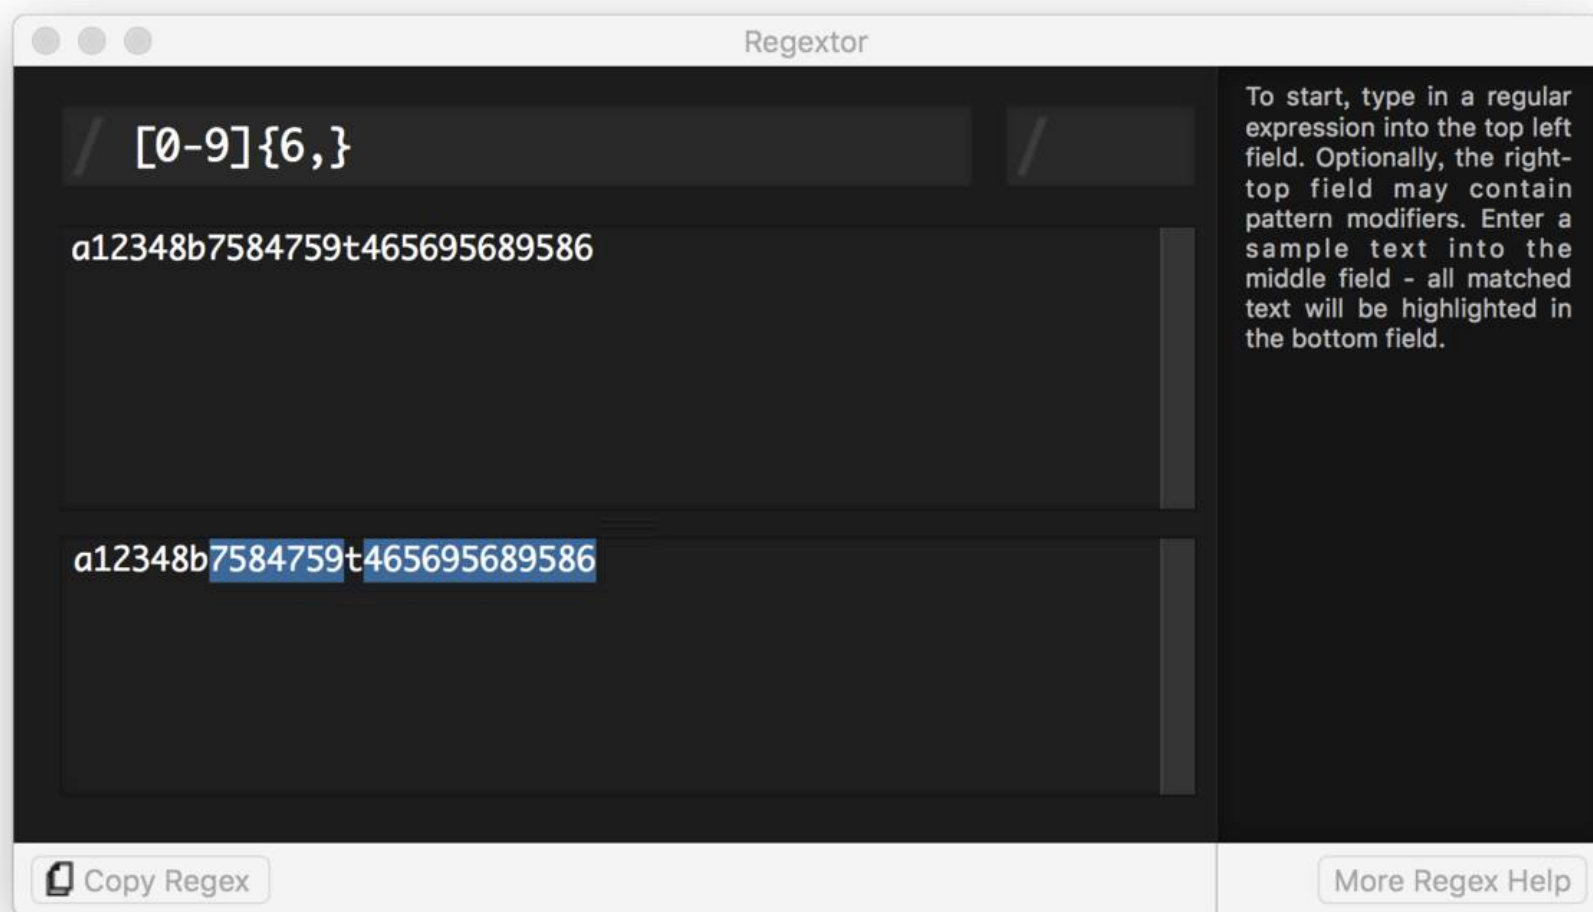 Regextor
/ [0-9]{6,} /
a12348b7584759t465695689586
a12348b7584759t465695689586
To start, type in a regular
expression into the top left
field. Optionally, the right-
top field may contain
pattern modifiers. Enter a
sample text into the
middle field - all matched
text will be highlighted in
the bottom field.
Copy Regex
More Regex Help